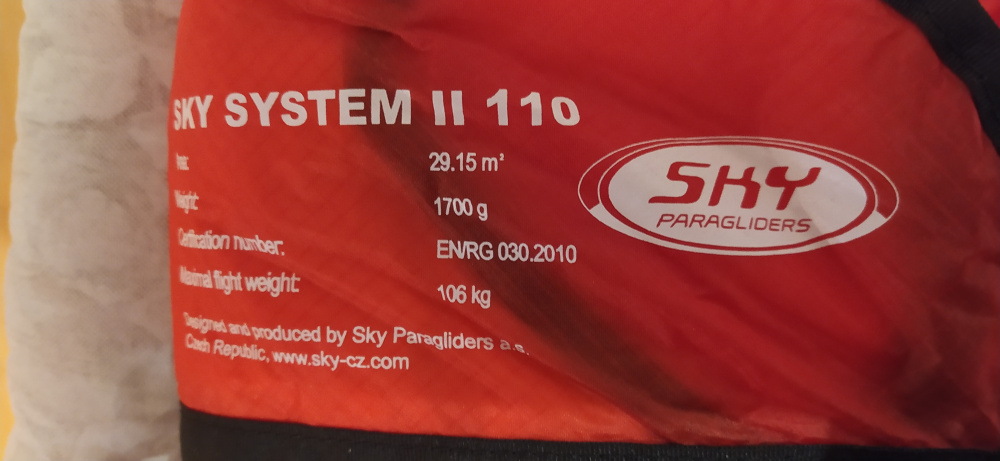 SKY SYSTEM II 110
Area: 29.15 m²
Weight: 1700 g
Certification number: EN/RG 030.2010
Maximal flight weight: 106 kg
Designed and produced by Sky Paragliders a.s.
Czech Republic, www.sky-cz.com
SKY
PARAGLIDERS